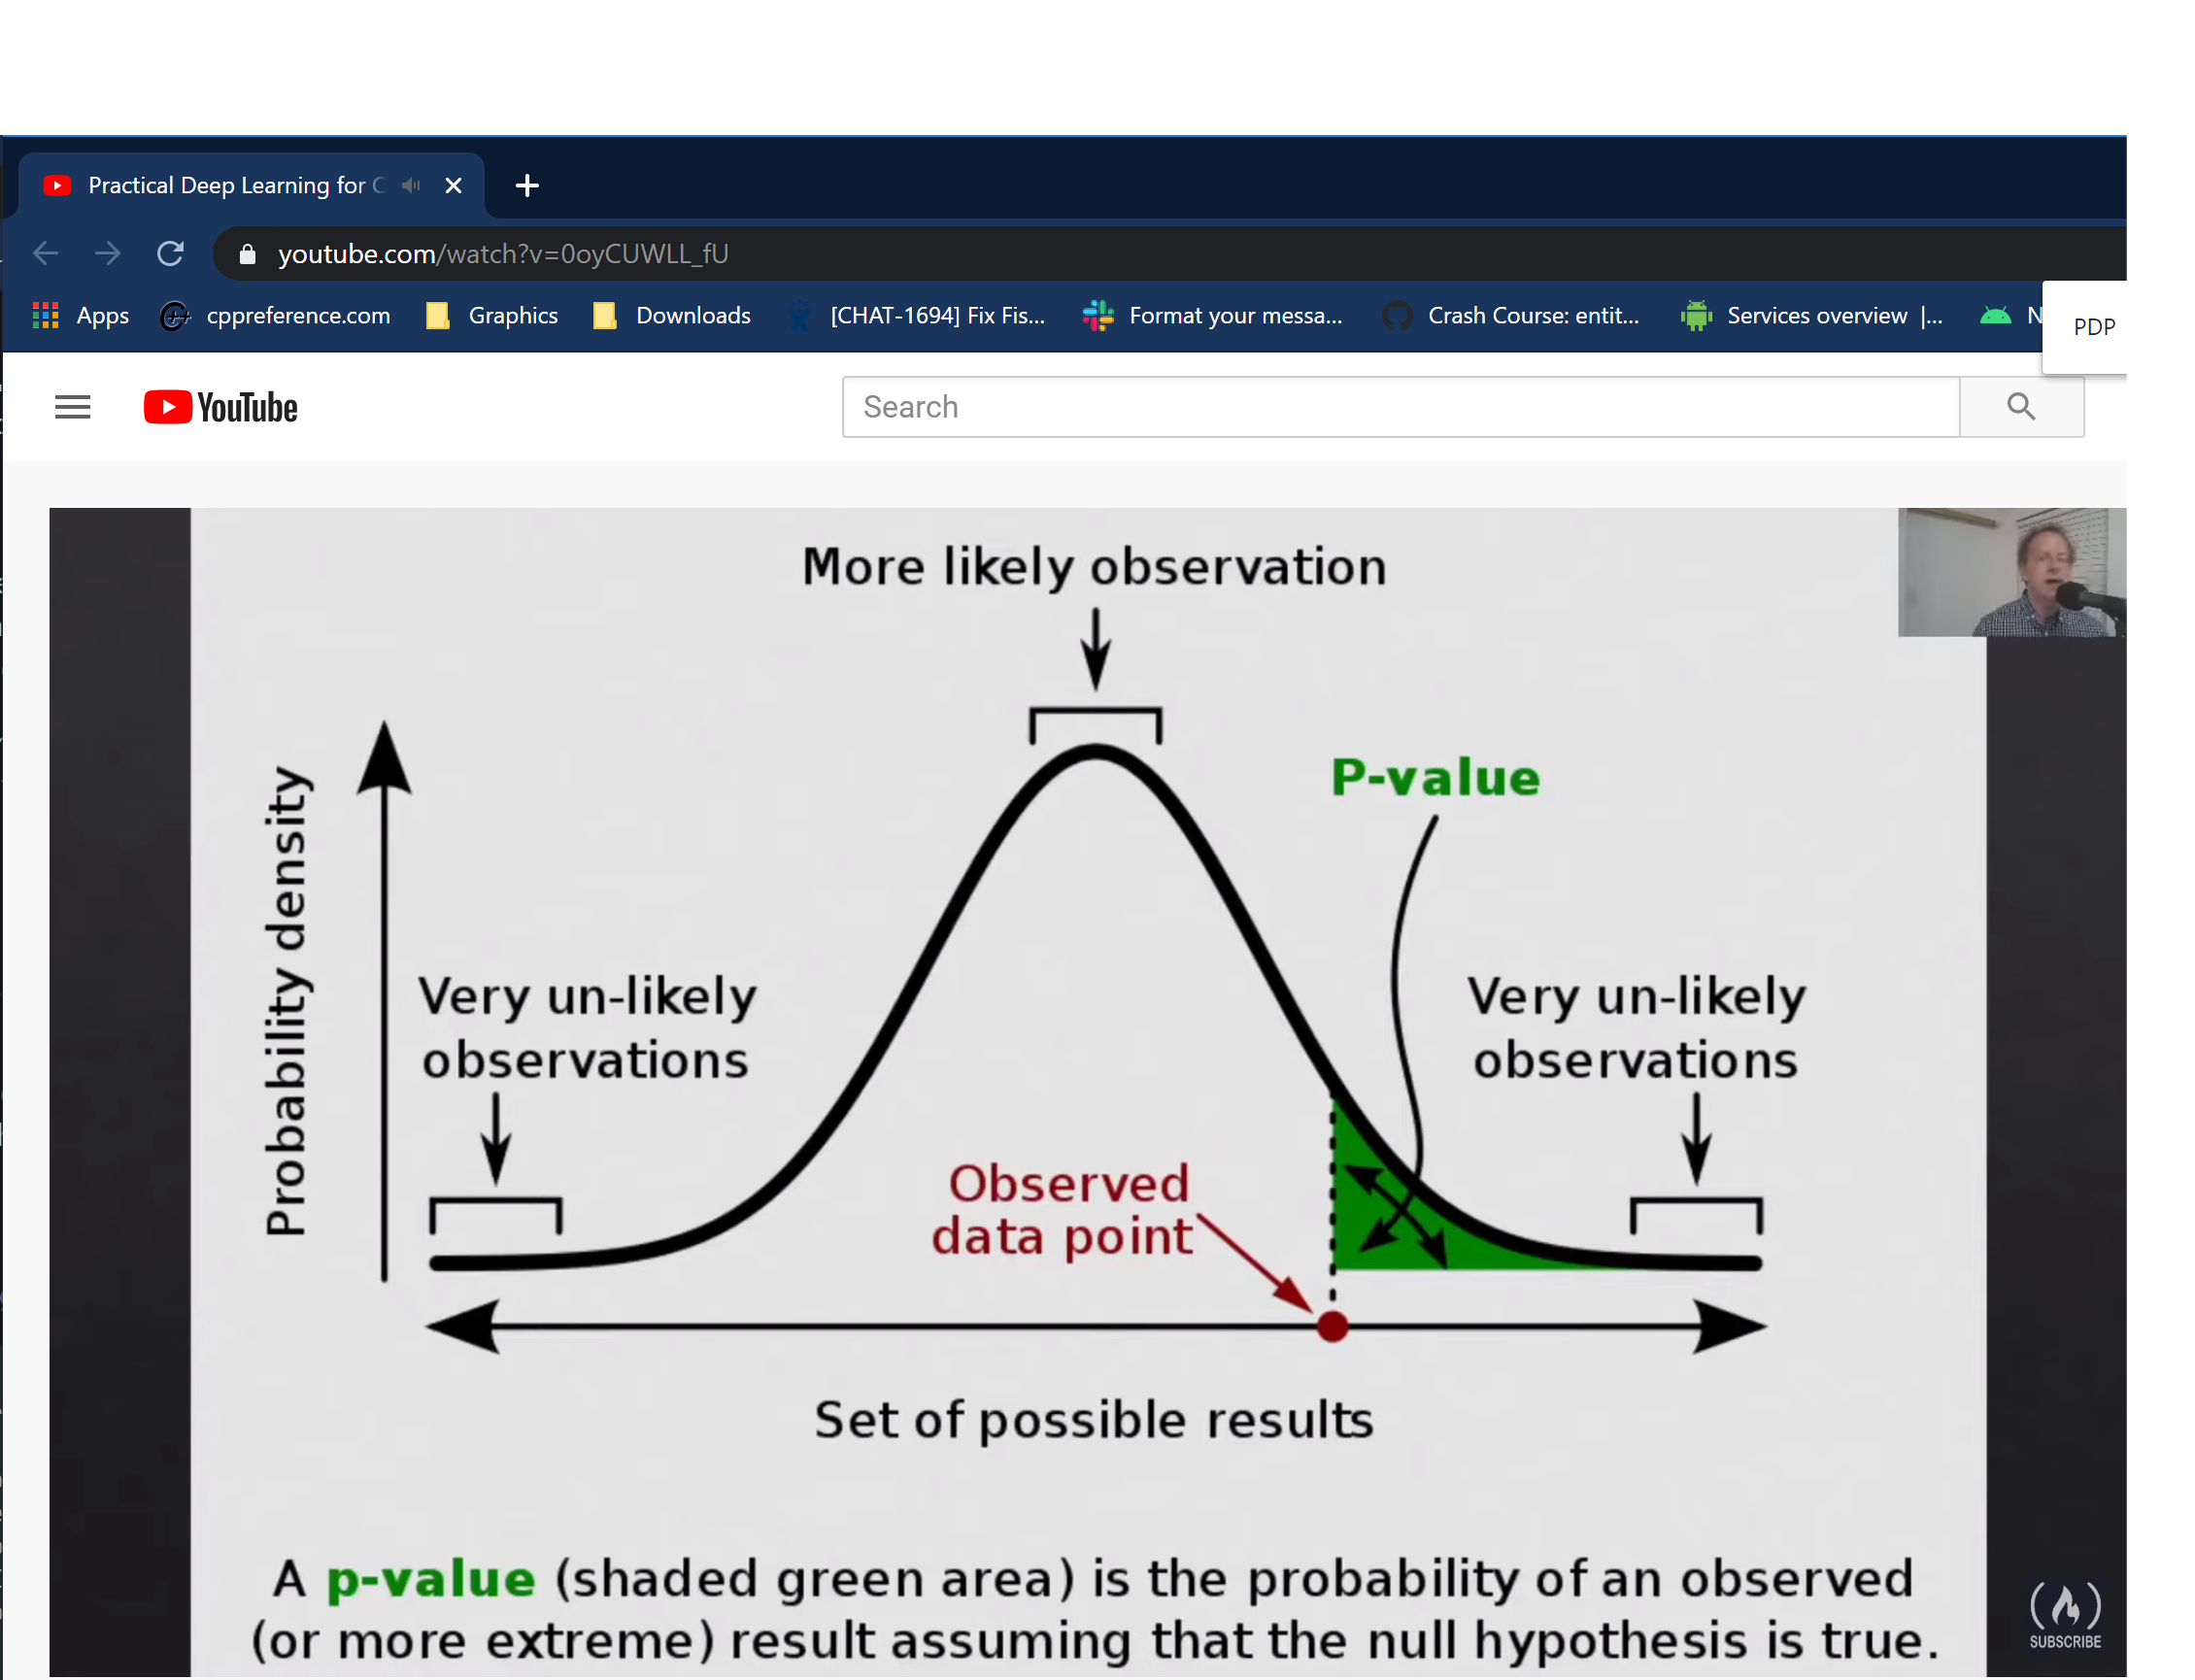 Practical Deep Learning for C
youtube.com/watch?v=0oyCUWLL_fU
Apps
cppreference.com
Graphics
Downloads
[CHAT-1694] Fix Fis...
Format your messa...
Crash Course: entit...
Services overview |...
N
PDP
YouTube
Search
More likely observation
P-value
Probability density
Very un-likely
observations
Very un-likely
observations
Observed
data point
Set of possible results
A p-value (shaded green area) is the probability of an observed
(or more extreme) result assuming that the null hypothesis is true.
SUBSCRIBE